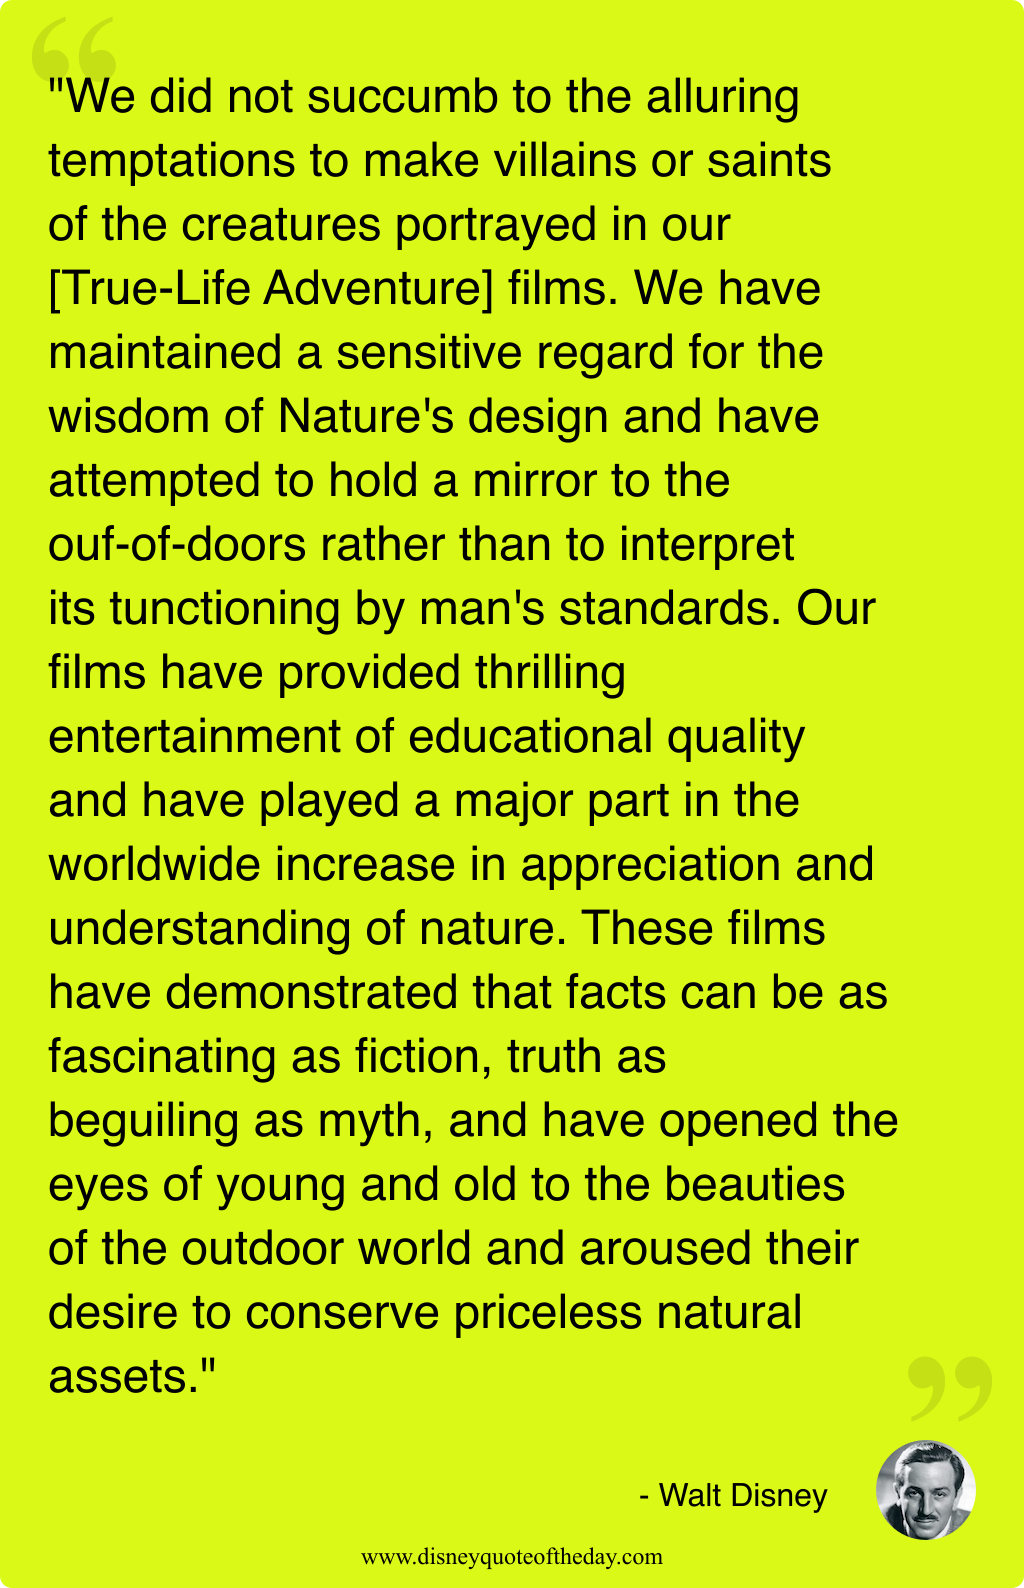 "We did not succumb to the alluring
temptations to make villains or saints
of the creatures portrayed in our
[True-Life Adventure] films. We have
maintained a sensitive regard for the
wisdom of Nature's design and have
attempted to hold a mirror to the
ouf-of-doors rather than to interpret
its tunctioning by man's standards. Our
films have provided thrilling
entertainment of educational quality
and have played a major part in the
worldwide increase in appreciation and
understanding of nature. These films
have demonstrated that facts can be as
fascinating as fiction, truth as
beguiling as myth, and have opened the
eyes of young and old to the beauties
of the outdoor world and aroused their
desire to conserve priceless natural
assets."
- Walt Disney
www.disneyquoteoftheday.com